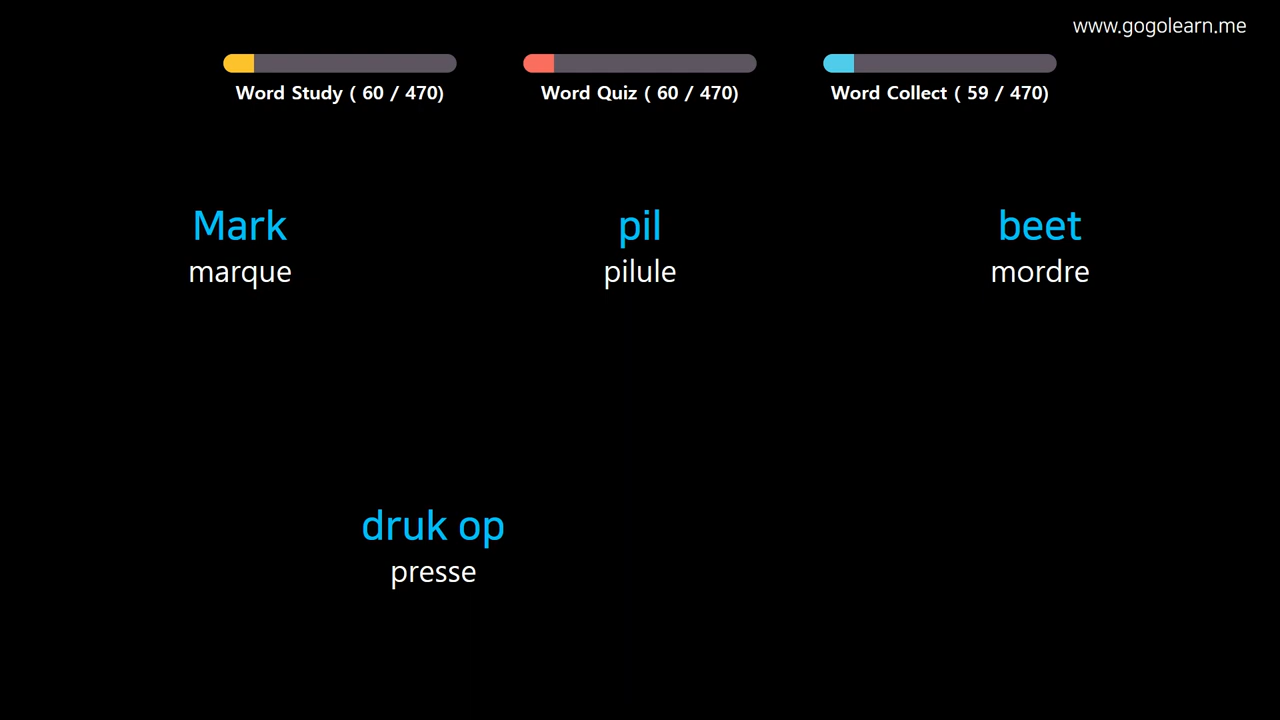 www.gogolearn.me
Word Study ( 60 / 470)
Word Quiz ( 60 / 470)
Word Collect ( 59 / 470)
Mark
marque
pil
pilule
beet
mordre
druk op
presse